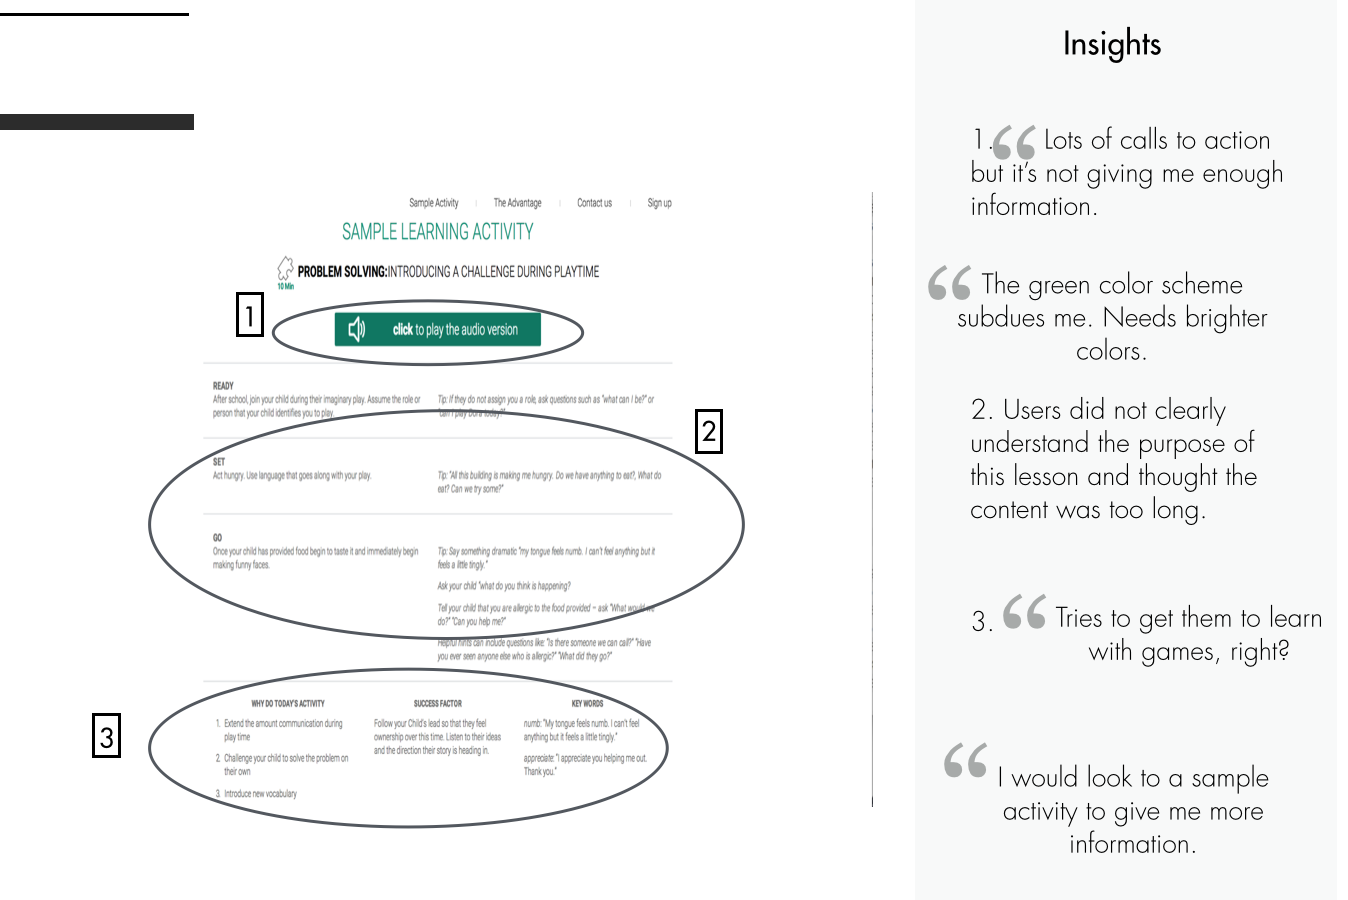 Sample Activity | The Advantage | Contact us | Sign up
SAMPLE LEARNING ACTIVITY
PROBLEM SOLVING:INTRODUCING A CHALLENGE DURING PLAYTIME
10 Min
1
click to play the audio version
READY
After school, join your child during their imaginary play. Assume the role or
person that your child identifies you to play.
Tip: If they do not assign you a role, ask questions such as "what can I be?" or
"can I play Dora today?"
2
SET
Act hungry. Use language that goes along with your play.
Tip: "All this building is making me hungry. Do we have anything to eat?, What do
eat? Can we try some?"
GO
Once your child has provided food begin to taste it and immediately begin
making funny faces.
Tip: Say something dramatic "my tongue feels numb. I can't feel anything but it
feels a little tingly."
Ask your child "what do you think is happening?
Tell your child that you are allergic to the food provided – ask "What would we
do?" "Can you help me?"
Helpful hints can include questions like: "Is there someone we can call?" "Have
you ever seen anyone else who is allergic?" "What did they go?"
3
WHY DO TODAY'S ACTIVITY
1. Extend the amount communication during
play time
2. Challenge your child to solve the problem on
their own
3. Introduce new vocabulary
SUCCESS FACTOR
Follow your Child's lead so that they feel
ownership over this time. Listen to their ideas
and the direction their story is heading in.
KEY WORDS
numb: "My tongue feels numb. I can't feel
anything but it feels a little tingly."
appreciate: "I appreciate you helping me out.
Thank you."
Insights
1.“ Lots of calls to action
but it's not giving me enough
information.
“ The green color scheme
subdues me. Needs brighter
colors.
2. Users did not clearly
understand the purpose of
this lesson and thought the
content was too long.
3. “ Tries to get them to learn
with games, right?
“ I would look to a sample
activity to give me more
information.